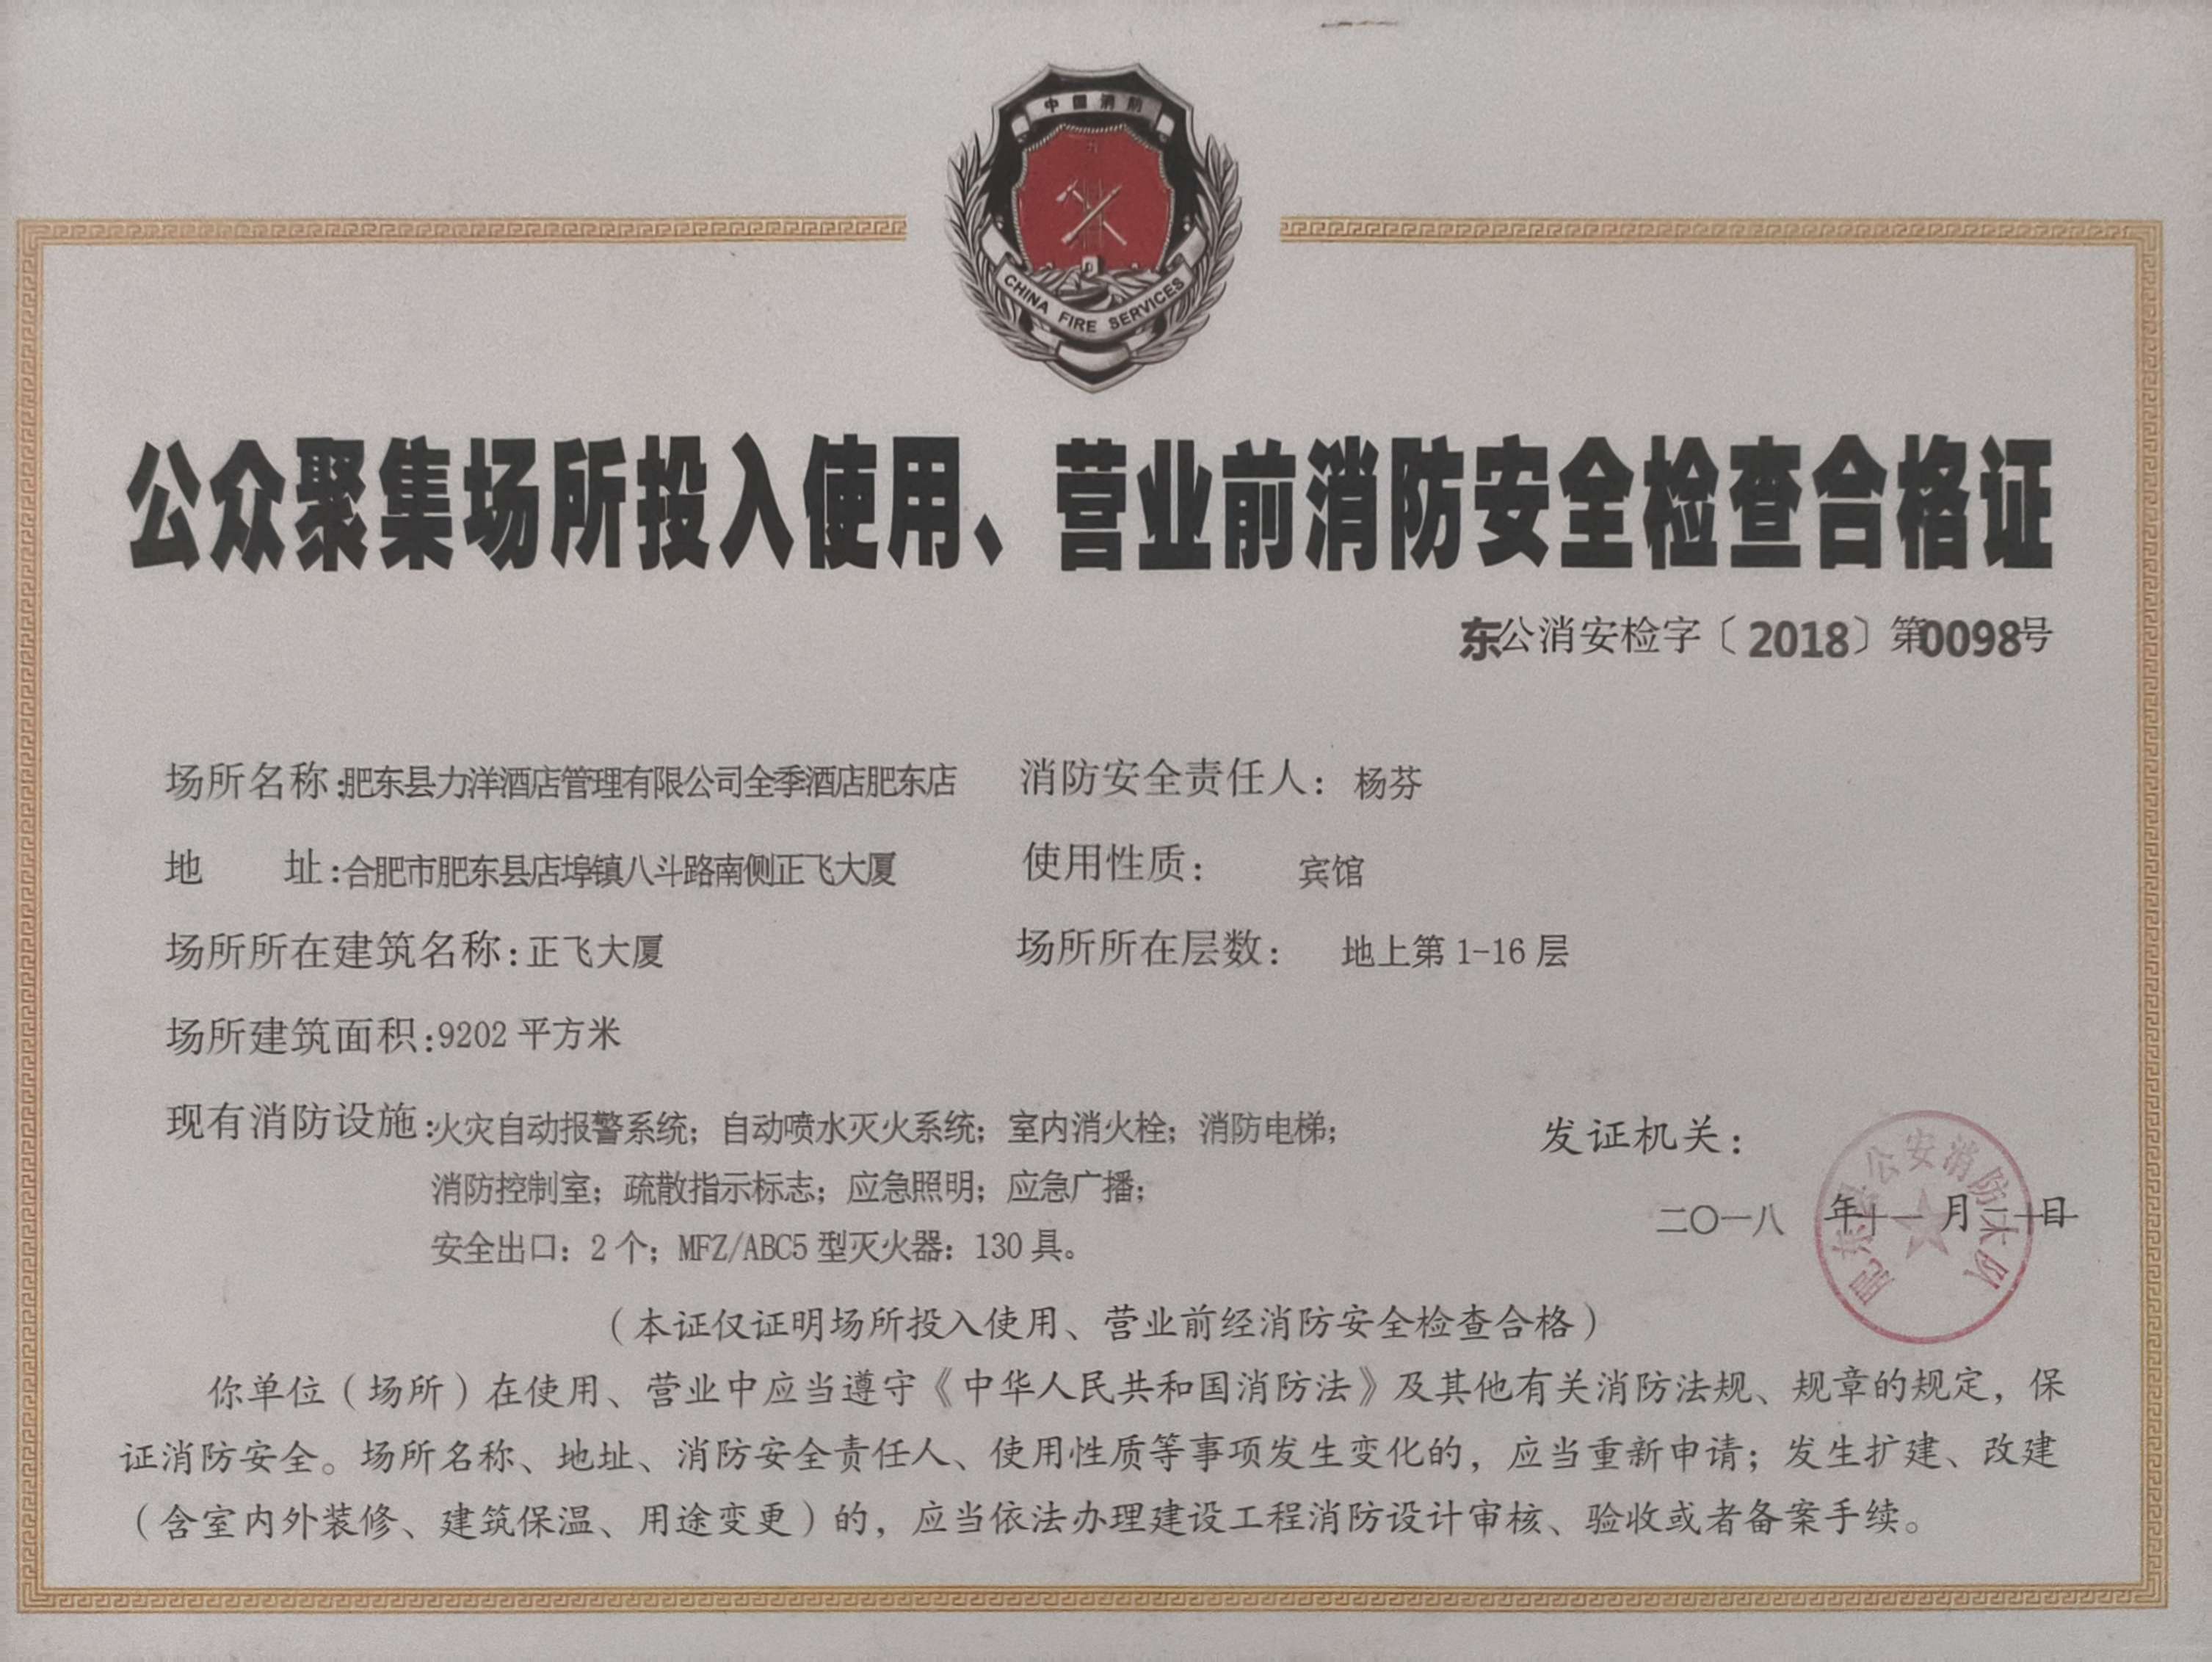 中国消防
CHINA FIRE SERVICES
公众聚集场所投入使用、营业前消防安全检查合格证
东公消安检字〔2018〕第0098号
场所名称:肥东县力洋酒店管理有限公司全季酒店肥东店 消防安全责任人：杨芬
地 址:合肥市肥东县店埠镇八斗路南侧正飞大厦 使用性质： 宾馆
场所所在建筑名称:正飞大厦 场所所在层数： 地上第1-16层
场所建筑面积:9202平方米
现有消防设施:火灾自动报警系统；自动喷水灭火系统；室内消火栓；消防电梯；
消防控制室；疏散指示标志；应急照明；应急广播；
安全出口：2个；MFZ/ABC5型灭火器：130具。
发证机关：
肥东县公安消防大队
二〇一八 年十一月二十日
（本证仅证明场所投入使用、营业前经消防安全检查合格）
你单位（场所）在使用、营业中应当遵守《中华人民共和国消防法》及其他有关消防法规、规章的规定，保
证消防安全。场所名称、地址、消防安全责任人、使用性质等事项发生变化的，应当重新申请；发生扩建、改建
（含室内外装修、建筑保温、用途变更）的，应当依法办理建设工程消防设计审核、验收或者备案手续。